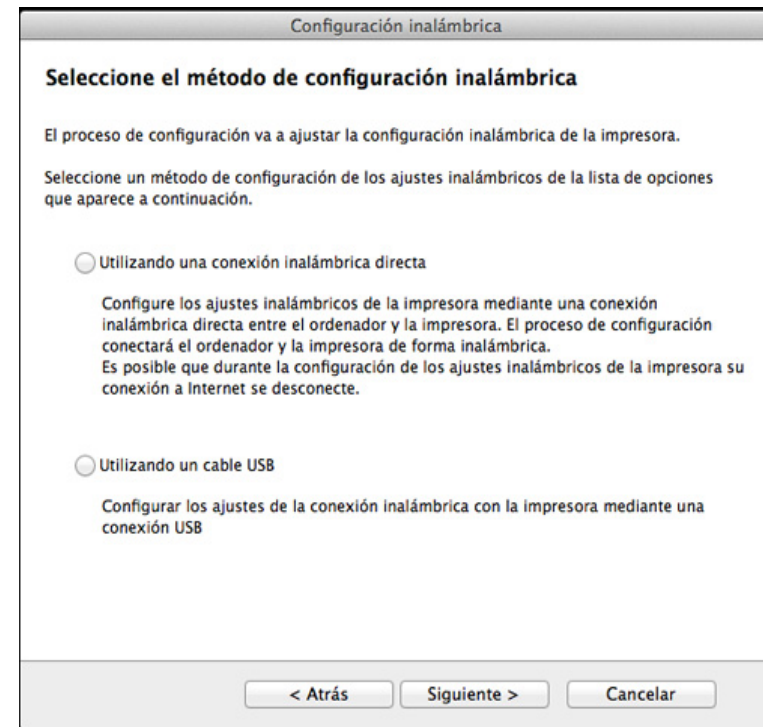 Configuración inalámbrica
Seleccione el método de configuración inalámbrica
El proceso de configuración va a ajustar la configuración inalámbrica de la impresora.
Seleccione un método de configuración de los ajustes inalámbricos de la lista de opciones
que aparece a continuación.
Utilizando una conexión inalámbrica directa
Configure los ajustes inalámbricos de la impresora mediante una conexión
inalámbrica directa entre el ordenador y la impresora. El proceso de configuración
conectará el ordenador y la impresora de forma inalámbrica.
Es posible que durante la configuración de los ajustes inalámbricos de la impresora su
conexión a Internet se desconecte.
Utilizando un cable USB
Configurar los ajustes de la conexión inalámbrica con la impresora mediante una
conexión USB
< Atrás Siguiente > Cancelar